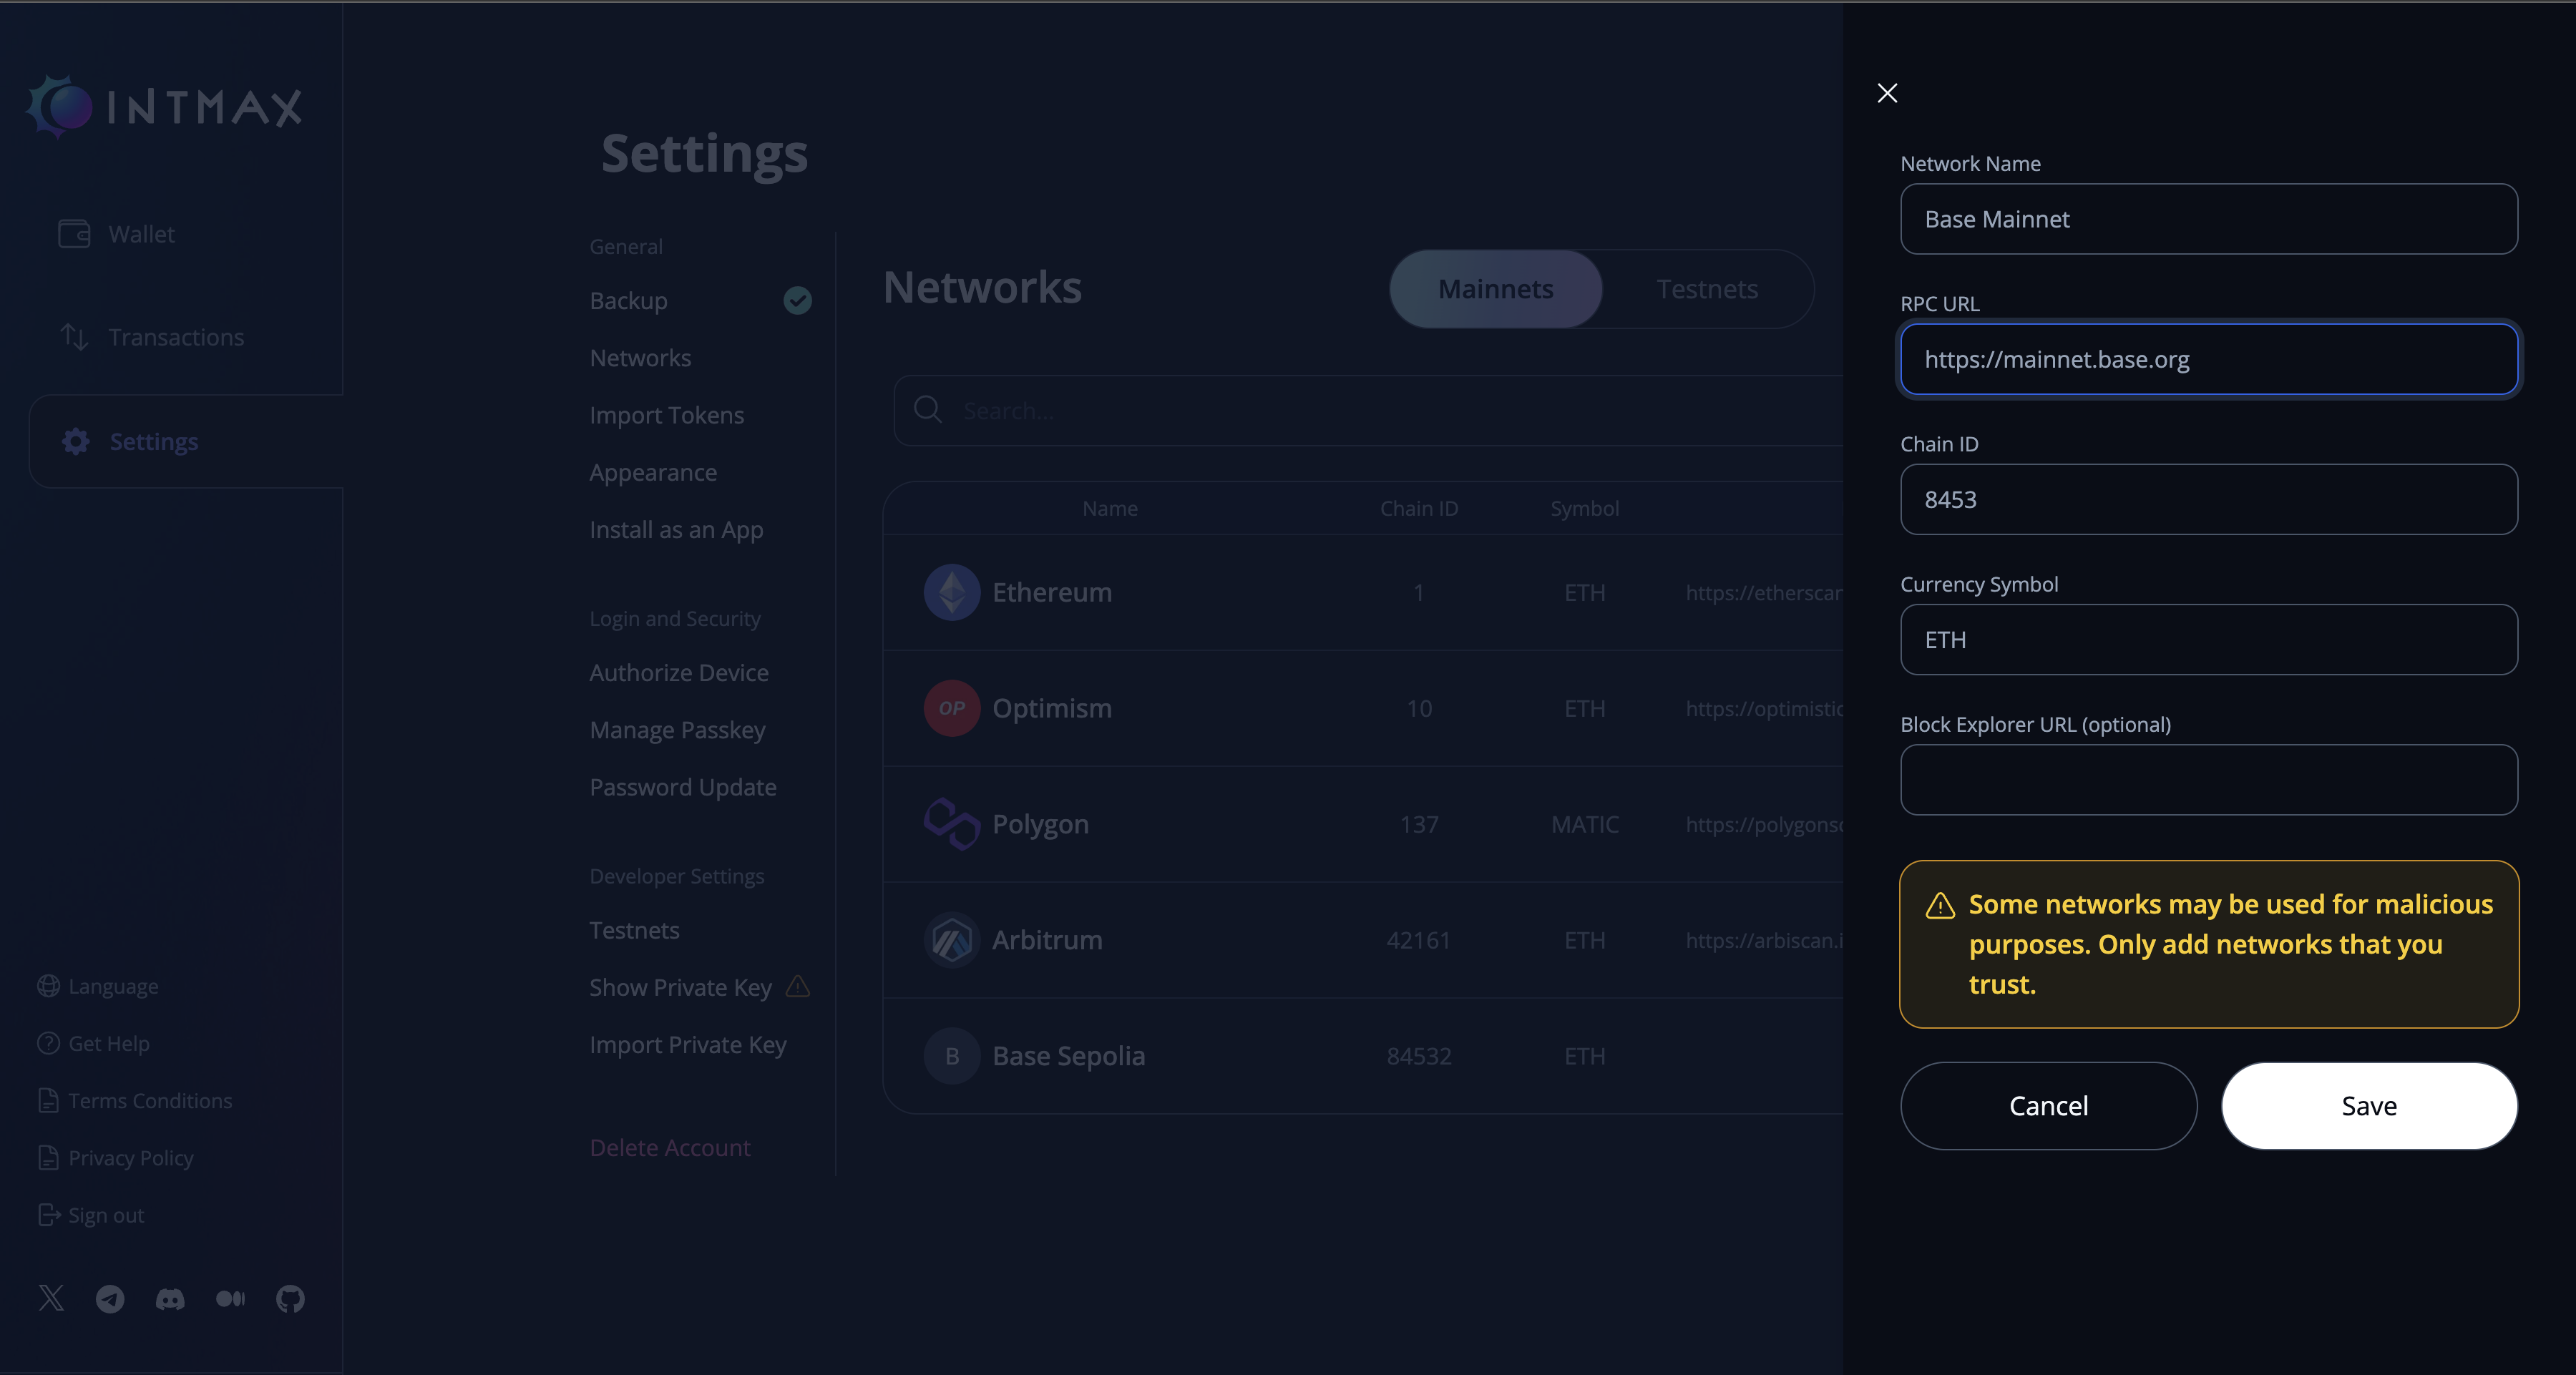 INTMAX
Wallet
Transactions
Settings
Language
Get Help
Terms Conditions
Privacy Policy
Sign out
Settings
General
Backup
Networks
Import Tokens
Appearance
Install as an App
Login and Security
Authorize Device
Manage Passkey
Password Update
Developer Settings
Testnets
Show Private Key
Import Private Key
Delete Account
Networks
Mainnets Testnets
Search...
Name Chain ID Symbol
Ethereum 1 ETH https://etherscan
OP Optimism 10 ETH https://optimistic
Polygon 137 MATIC https://polygonsc
Arbitrum 42161 ETH https://arbiscan.i
B Base Sepolia 84532 ETH
Network Name
Base Mainnet
RPC URL
https://mainnet.base.org
Chain ID
8453
Currency Symbol
ETH
Block Explorer URL (optional)
Some networks may be used for malicious
purposes. Only add networks that you
trust.
Cancel Save